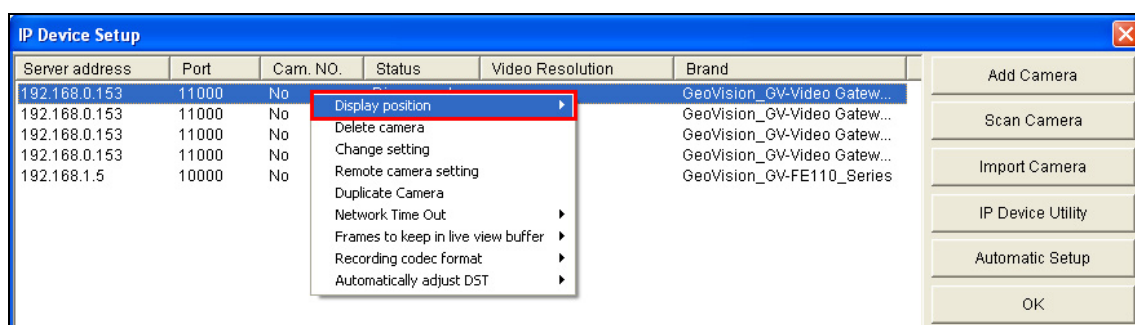 IP Device Setup
Server address Port Cam. NO. Status Video Resolution Brand
192.168.0.153 11000 No GeoVision_GV-Video Gatew...
192.168.0.153 11000 No GeoVision_GV-Video Gatew...
192.168.0.153 11000 No GeoVision_GV-Video Gatew...
192.168.0.153 11000 No GeoVision_GV-Video Gatew...
192.168.1.5 10000 No GeoVision_GV-FE110_Series
Display position
Delete camera
Change setting
Remote camera setting
Duplicate Camera
Network Time Out
Frames to keep in live view buffer
Recording codec format
Automatically adjust DST
Add Camera
Scan Camera
Import Camera
IP Device Utility
Automatic Setup
OK